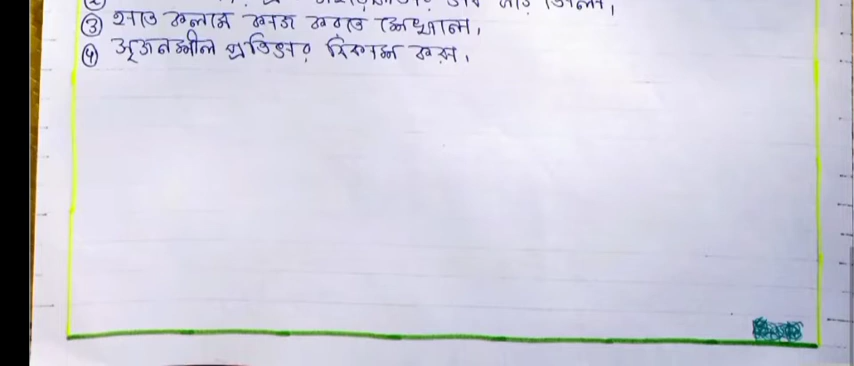 ③ হাতে কলমে কাজ করতে শেখানো,
④ সৃজনশীল প্রতিভার বিকাশ করা,